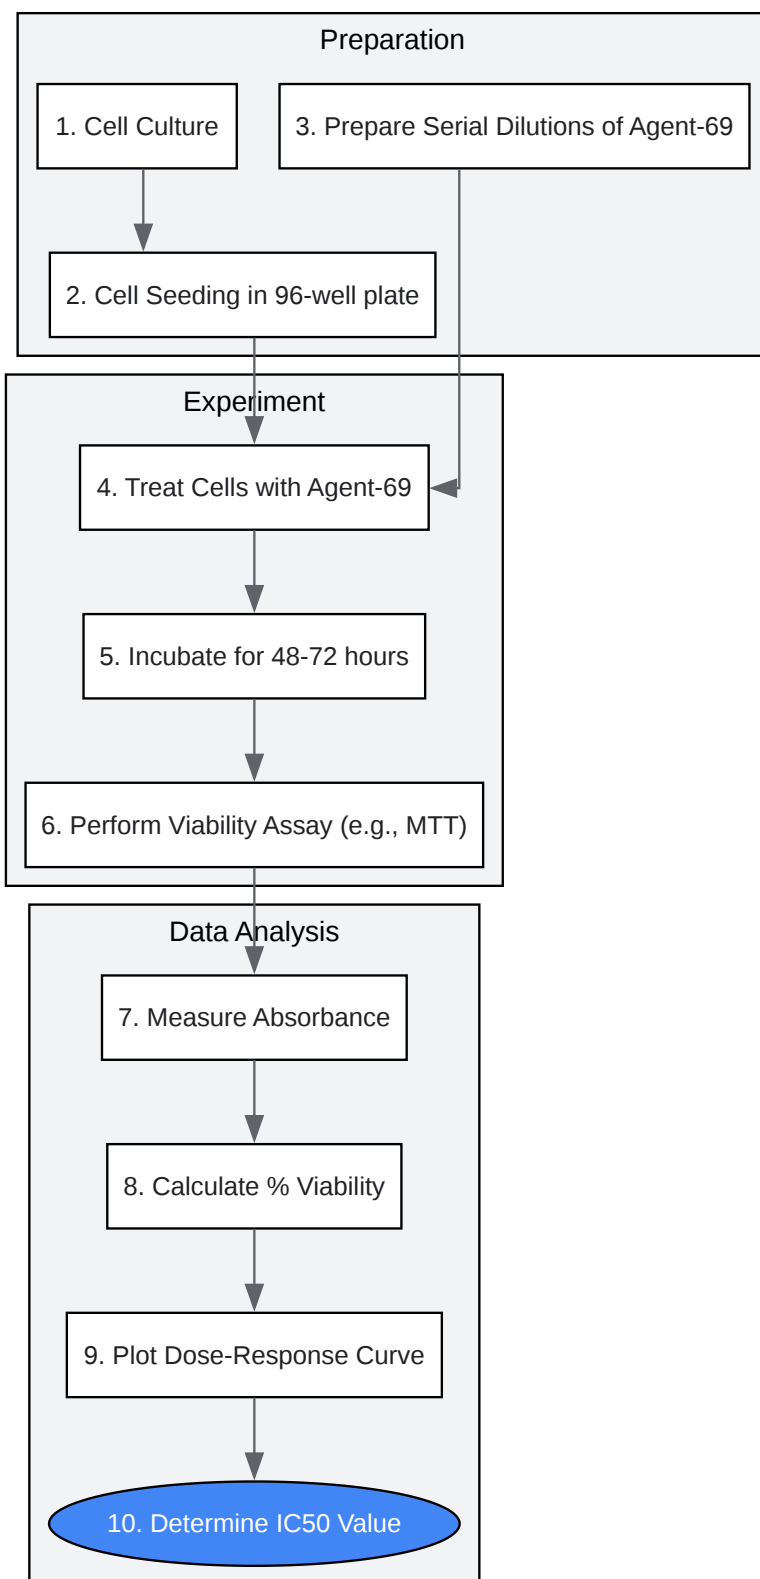 Preparation
1. Cell Culture
3. Prepare Serial Dilutions of Agent-69
2. Cell Seeding in 96-well plate
Experiment
4. Treat Cells with Agent-69
5. Incubate for 48-72 hours
6. Perform Viability Assay (e.g., MTT)
Data Analysis
7. Measure Absorbance
8. Calculate % Viability
9. Plot Dose-Response Curve
10. Determine IC50 Value